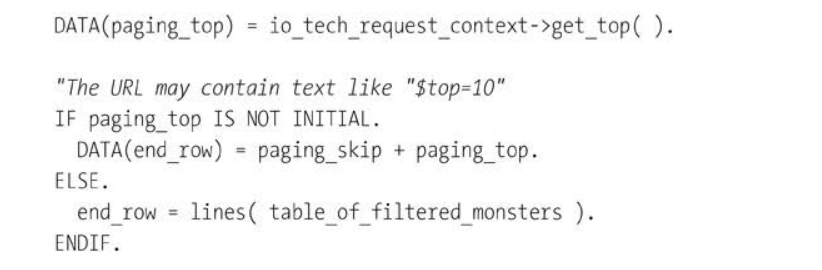 DATA(paging_top) = io_tech_request_context->get_top( ).
"The URL may contain text like "$top=10"
IF paging_top IS NOT INITIAL.
  DATA(end_row) = paging_skip + paging_top.
ELSE.
  end_row = lines( table_of_filtered_monsters ).
ENDIF.